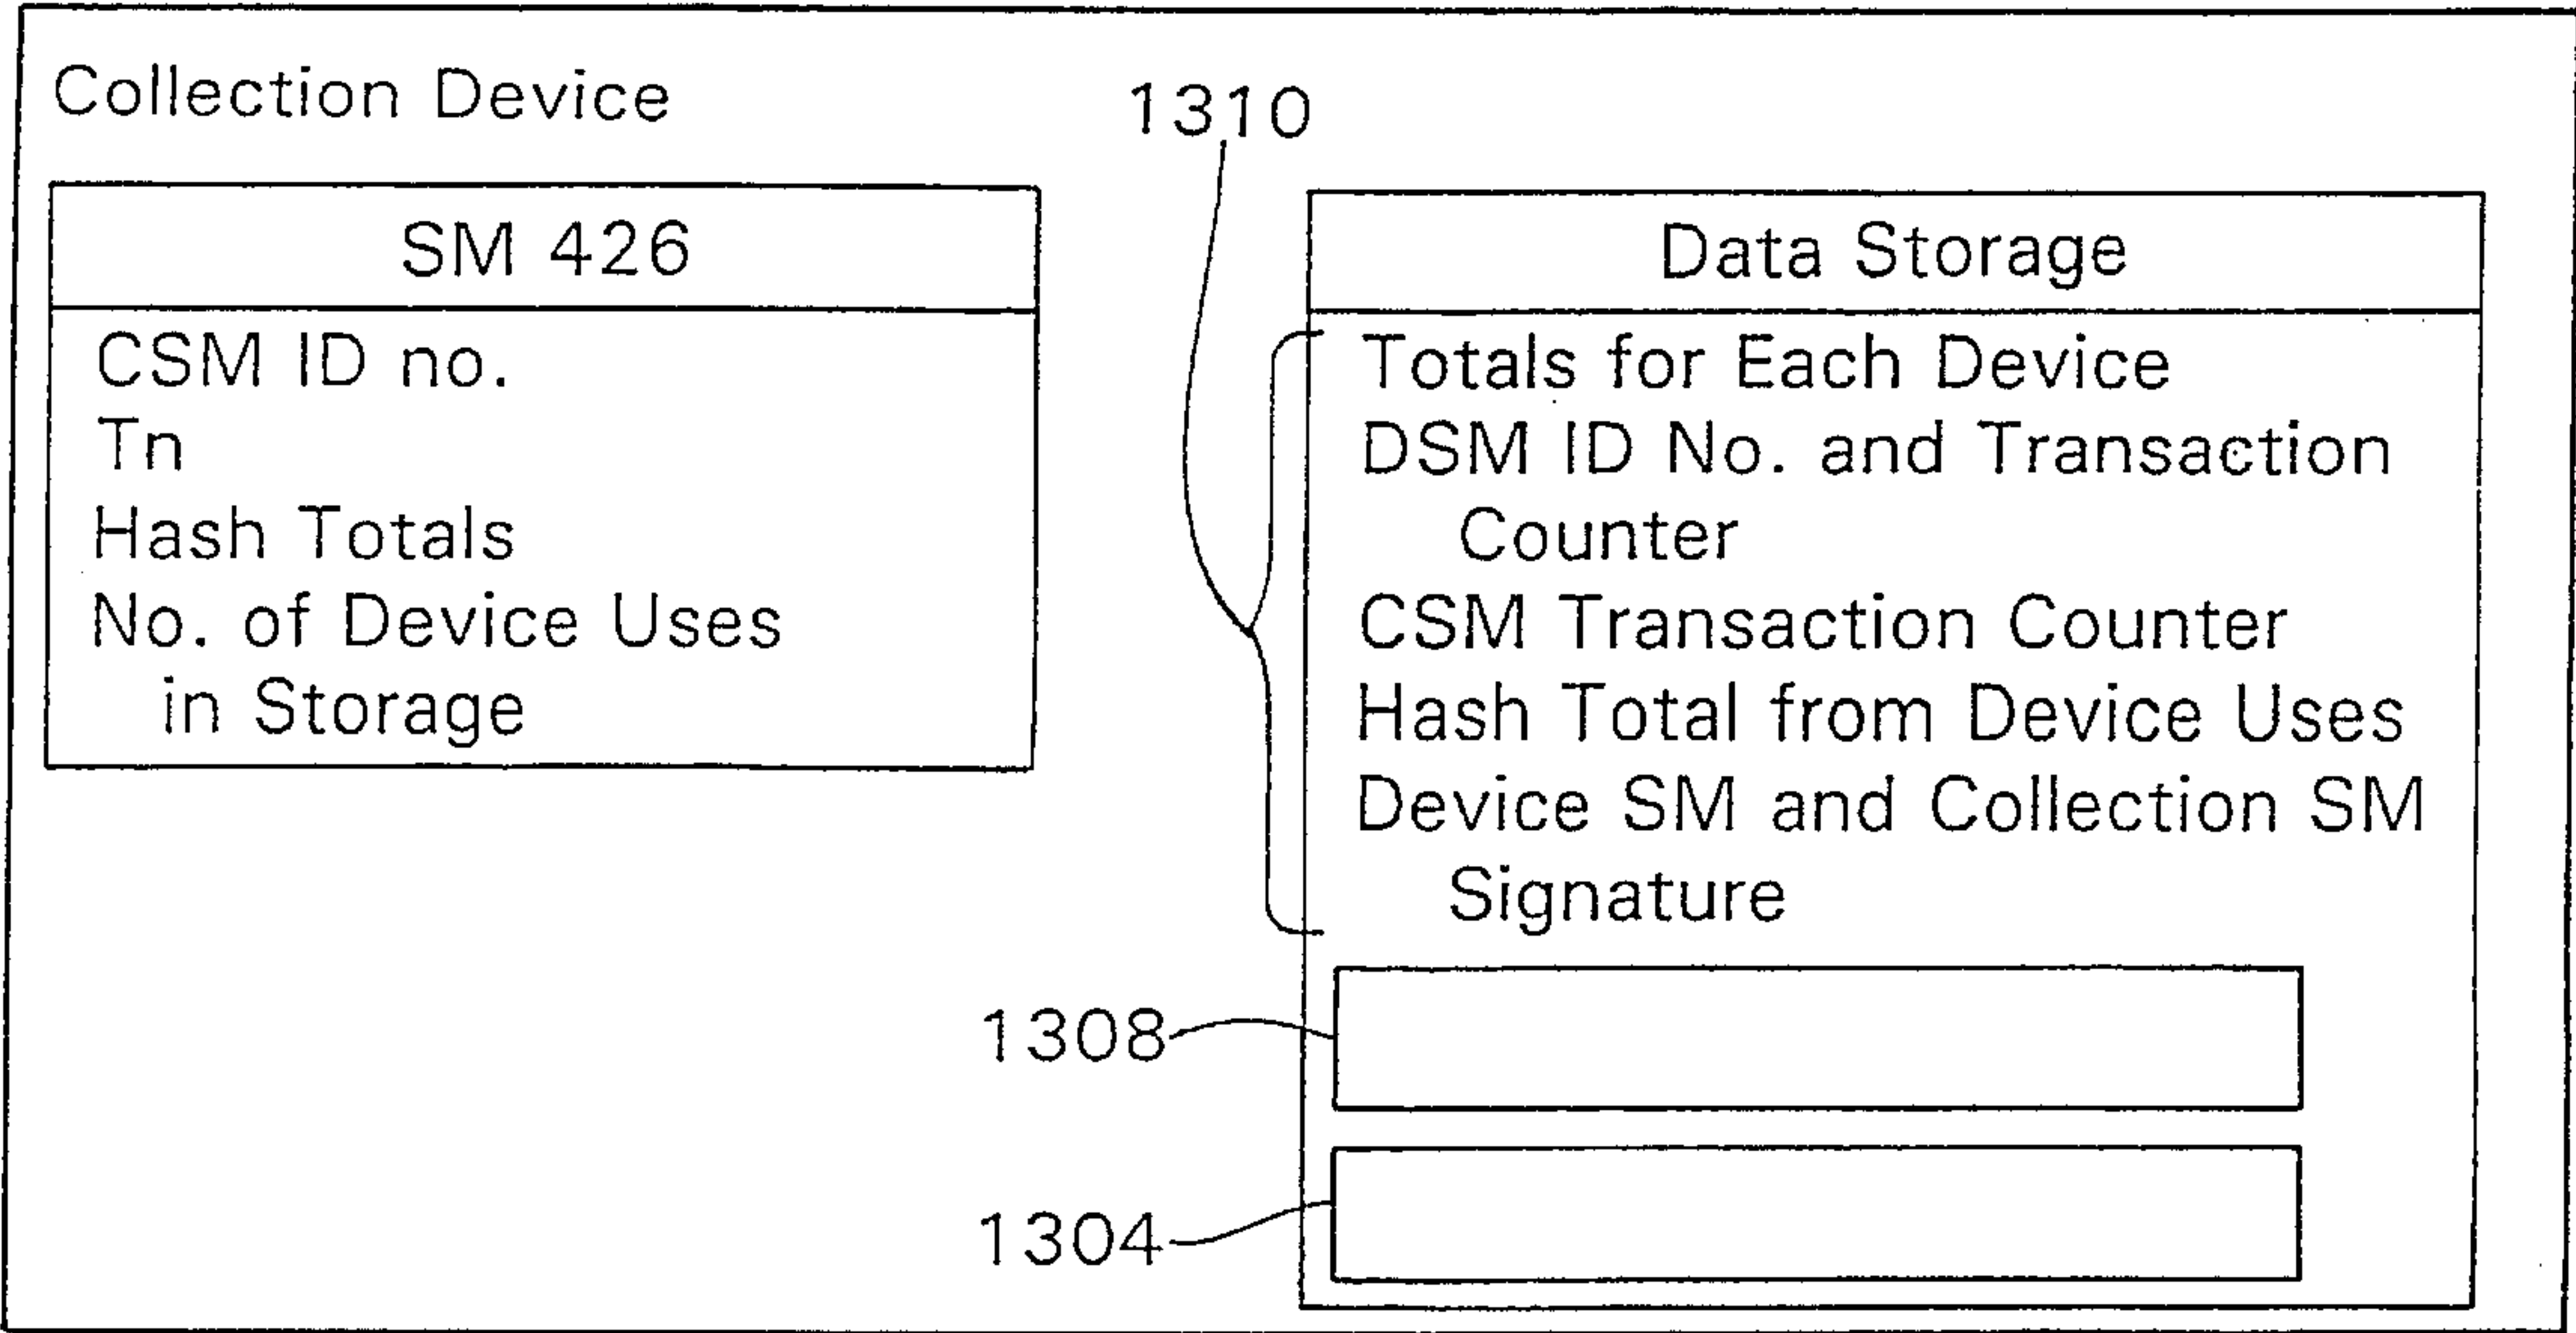 Collection Device
1310
SM 426
CSM ID no.
Tn
Hash Totals
No. of Device Uses
in Storage
Data Storage
Totals for Each Device
DSM ID No. and Transaction
Counter
CSM Transaction Counter
Hash Total from Device Uses
Device SM and Collection SM
Signature
1308
1304